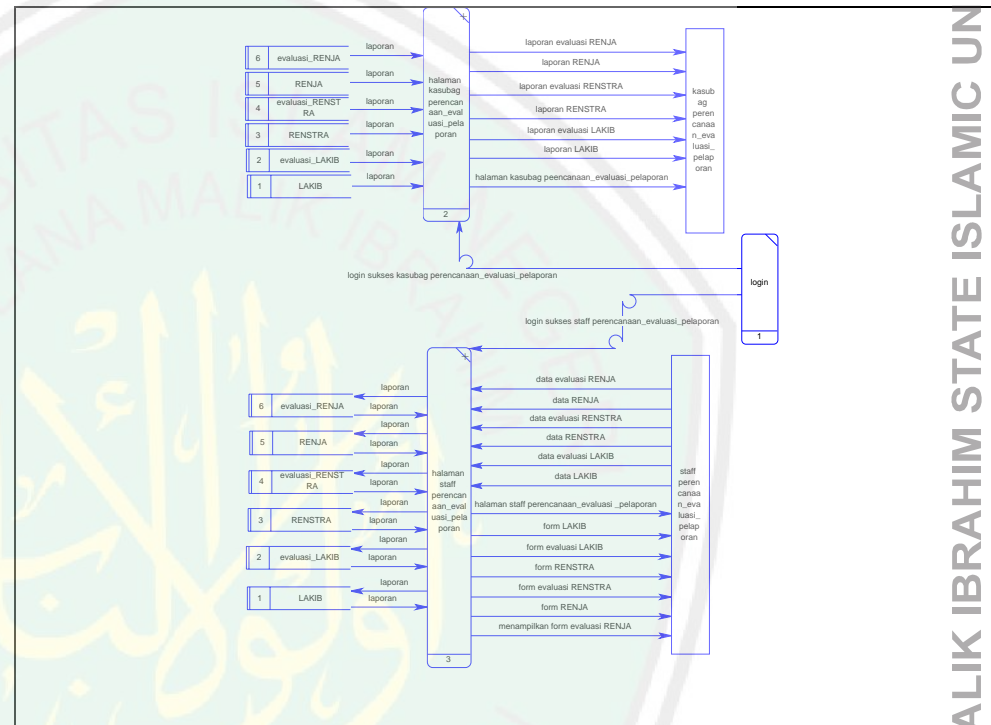 6 evaluasi_RENJA
laporan
5 RENJA
laporan
4 evaluasi_RENST
RA
laporan
3 RENSTRA
laporan
2 evaluasi_LAKIB
laporan
1 LAKIB
laporan
halaman
kasubag
perencan
aan_eval
uasi_pela
poran
2
laporan evaluasi RENJA
laporan RENJA
laporan evaluasi RENSTRA
laporan RENSTRA
laporan evaluasi LAKIB
laporan LAKIB
halaman kasubag peencanaan_evaluasi_pelaporan
kasub
ag
peren
canaa
n_eva
luasi_
pelap
oran
login sukses kasubag perencanaan_evaluasi_pelaporan
login
1
login sukses staff perencanaan_evaluasi_pelaporan
laporan
6 evaluasi_RENJA
laporan
laporan
5 RENJA
laporan
laporan
4 evaluasi_RENST
RA
laporan
laporan
3 RENSTRA
laporan
laporan
2 evaluasi_LAKIB
laporan
laporan
1 LAKIB
laporan
halaman
staff
perencan
aan_eval
uasi_pela
poran
3
data evaluasi RENJA
data RENJA
data evaluasi RENSTRA
data RENSTRA
data evaluasi LAKIB
data LAKIB
halaman staff perencanaan_evaluasi _pelaporan
form LAKIB
form evaluasi LAKIB
form RENSTRA
form evaluasi RENSTRA
form RENJA
menampilkan form evaluasi RENJA
staff
peren
canaa
n_eva
luasi_
pelap
oran
ALIK IBRAHIM STATE ISLAMIC UN